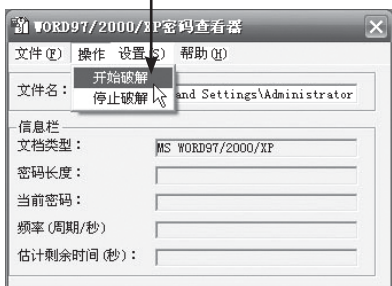 WORD97/2000/XP密码查看器
文件(F) 操作 设置(S) 帮助(H)
开始破解
文件名： and Settings\Administrator
停止破解
信息栏
文档类型： MS WORD97/2000/XP
密码长度：
当前密码：
频率(周期/秒)
估计剩余时间(秒)：